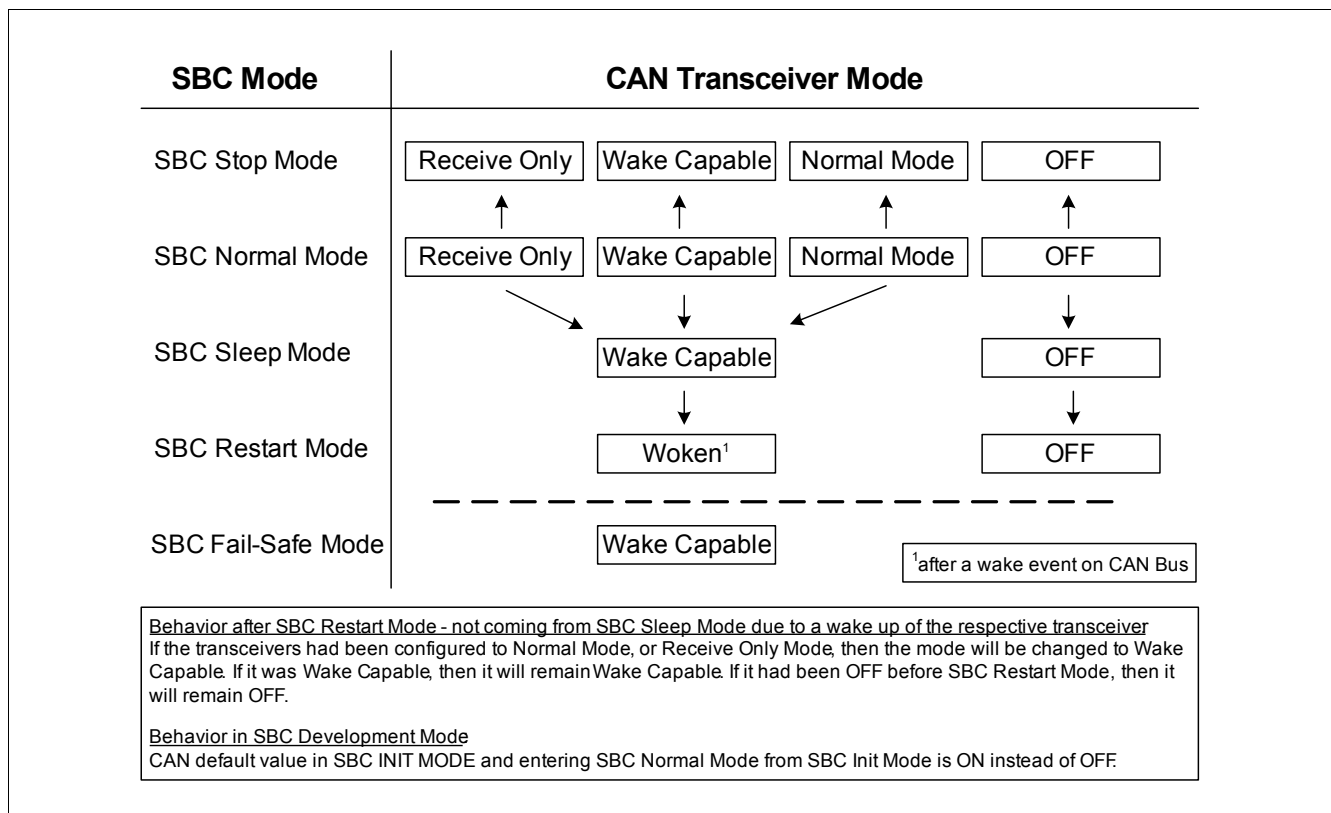 SBC Mode CAN Transceiver Mode
SBC Stop Mode Receive Only Wake Capable Normal Mode OFF
SBC Normal Mode Receive Only Wake Capable Normal Mode OFF
SBC Sleep Mode Wake Capable OFF
SBC Restart Mode Woken¹ OFF
SBC Fail-Safe Mode Wake Capable
¹after a wake event on CAN Bus
Behavior after SBC Restart Mode - not coming from SBC Sleep Mode due to a wake up of the respective transceiver
If the transceivers had been configured to Normal Mode, or Receive Only Mode, then the mode will be changed to Wake
Capable. If it was Wake Capable, then it will remain Wake Capable. If it had been OFF before SBC Restart Mode, then it
will remain OFF.
Behavior in SBC Development Mode
CAN default value in SBC INIT MODE and entering SBC Normal Mode from SBC Init Mode is ON instead of OFF.